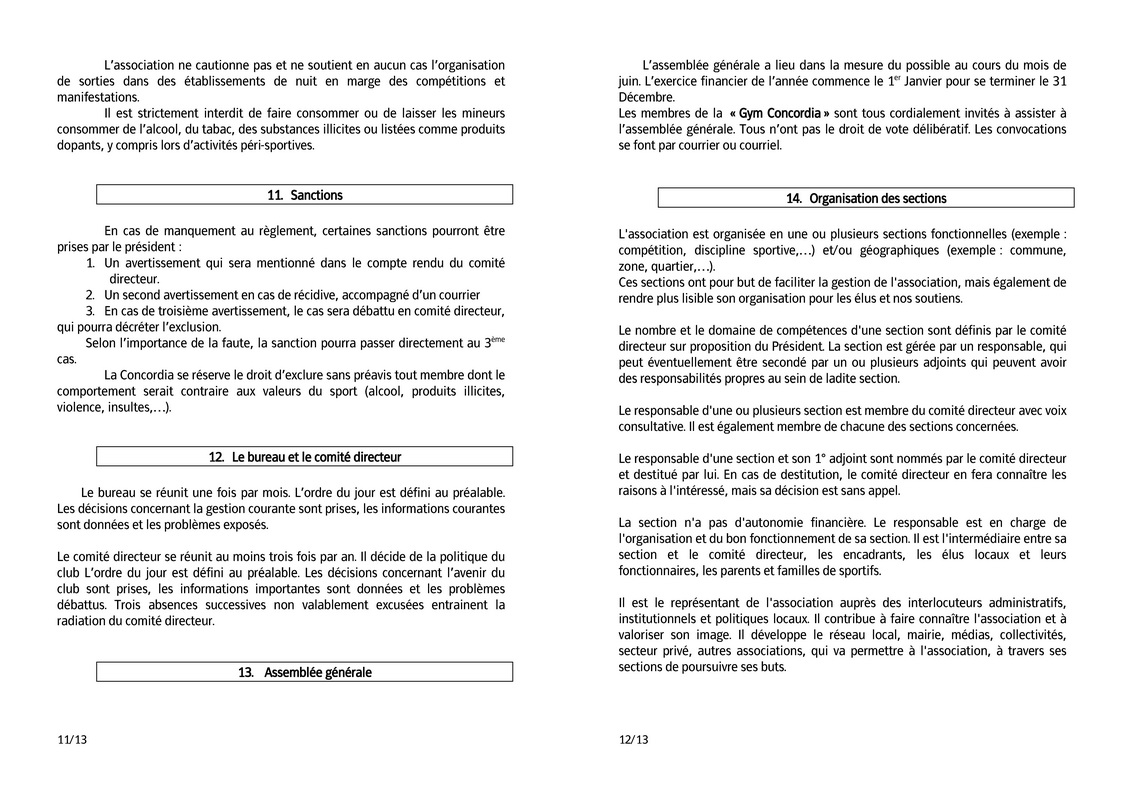 L'association ne cautionne pas et ne soutient en aucun cas l'organisation
de sorties dans des établissements de nuit en marge des compétitions et
manifestations.
Il est strictement interdit de faire consommer ou de laisser les mineurs
consommer de l'alcool, du tabac, des substances illicites ou listées comme produits
dopants, y compris lors d'activités péri-sportives.
11. Sanctions
En cas de manquement au règlement, certaines sanctions pourront être
prises par le président :
1. Un avertissement qui sera mentionné dans le compte rendu du comité
directeur.
2. Un second avertissement en cas de récidive, accompagné d'un courrier
3. En cas de troisième avertissement, le cas sera débattu en comité directeur,
qui pourra décréter l'exclusion.
Selon l'importance de la faute, la sanction pourra passer directement au 3ème
cas.
La Concordia se réserve le droit d'exclure sans préavis tout membre dont le
comportement serait contraire aux valeurs du sport (alcool, produits illicites,
violence, insultes,…).
12. Le bureau et le comité directeur
Le bureau se réunit une fois par mois. L'ordre du jour est défini au préalable.
Les décisions concernant la gestion courante sont prises, les informations courantes
sont données et les problèmes exposés.
Le comité directeur se réunit au moins trois fois par an. Il décide de la politique du
club L'ordre du jour est défini au préalable. Les décisions concernant l'avenir du
club sont prises, les informations importantes sont données et les problèmes
débattus. Trois absences successives non valablement excusées entrainent la
radiation du comité directeur.
13. Assemblée générale
11/13
L'assemblée générale a lieu dans la mesure du possible au cours du mois de
juin. L'exercice financier de l'année commence le 1er Janvier pour se terminer le 31
Décembre.
Les membres de la « Gym Concordia » sont tous cordialement invités à assister à
l'assemblée générale. Tous n'ont pas le droit de vote délibératif. Les convocations
se font par courrier ou courriel.
14. Organisation des sections
L'association est organisée en une ou plusieurs sections fonctionnelles (exemple :
compétition, discipline sportive,…) et/ou géographiques (exemple : commune,
zone, quartier,…).
Ces sections ont pour but de faciliter la gestion de l'association, mais également de
rendre plus lisible son organisation pour les élus et nos soutiens.
Le nombre et le domaine de compétences d'une section sont définis par le comité
directeur sur proposition du Président. La section est gérée par un responsable, qui
peut éventuellement être secondé par un ou plusieurs adjoints qui peuvent avoir
des responsabilités propres au sein de ladite section.
Le responsable d'une ou plusieurs section est membre du comité directeur avec voix
consultative. Il est également membre de chacune des sections concernées.
Le responsable d'une section et son 1° adjoint sont nommés par le comité directeur
et destitué par lui. En cas de destitution, le comité directeur en fera connaître les
raisons à l'intéressé, mais sa décision est sans appel.
La section n'a pas d'autonomie financière. Le responsable est en charge de
l'organisation et du bon fonctionnement de sa section. Il est l'intermédiaire entre sa
section et le comité directeur, les encadrants, les élus locaux et leurs
fonctionnaires, les parents et familles de sportifs.
Il est le représentant de l'association auprès des interlocuteurs administratifs,
institutionnels et politiques locaux. Il contribue à faire connaître l'association et à
valoriser son image. Il développe le réseau local, mairie, médias, collectivités,
secteur privé, autres associations, qui va permettre à l'association, à travers ses
sections de poursuivre ses buts.
12/13